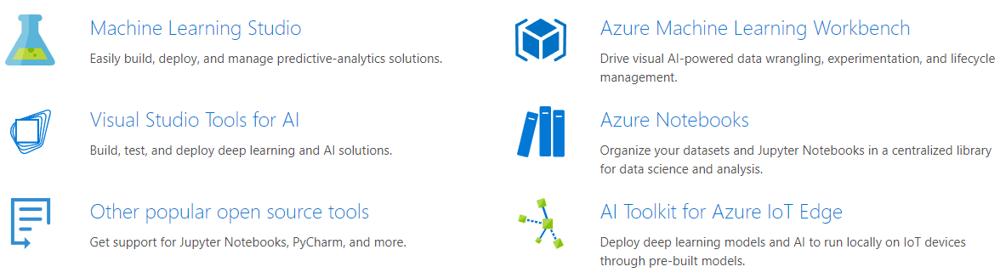 Machine Learning Studio
Easily build, deploy, and manage predictive-analytics solutions.
Azure Machine Learning Workbench
Drive visual AI-powered data wrangling, experimentation, and lifecycle
management.
Visual Studio Tools for AI
Build, test, and deploy deep learning and AI solutions.
Azure Notebooks
Organize your datasets and Jupyter Notebooks in a centralized library
for data science and analysis.
Other popular open source tools
Get support for Jupyter Notebooks, PyCharm, and more.
AI Toolkit for Azure IoT Edge
Deploy deep learning models and AI to run locally on IoT devices
through pre-built models.